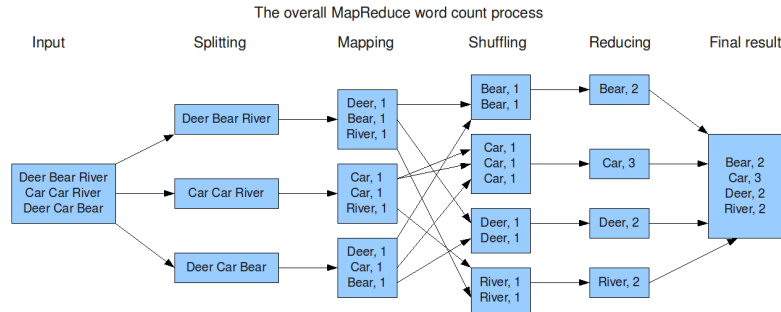 The overall MapReduce word count process
Input
Splitting
Mapping
Shuffling
Reducing
Final result
Deer Bear River
Car Car River
Deer Car Bear
Deer Bear River
Car Car River
Deer Car Bear
Deer, 1
Bear, 1
River, 1
Car, 1
Car, 1
River, 1
Deer, 1
Car, 1
Bear, 1
Bear, 1
Bear, 1
Car, 1
Car, 1
Car, 1
Deer, 1
Deer, 1
River, 1
River, 1
Bear, 2
Car, 3
Deer, 2
River, 2
Bear, 2
Car, 3
Deer, 2
River, 2